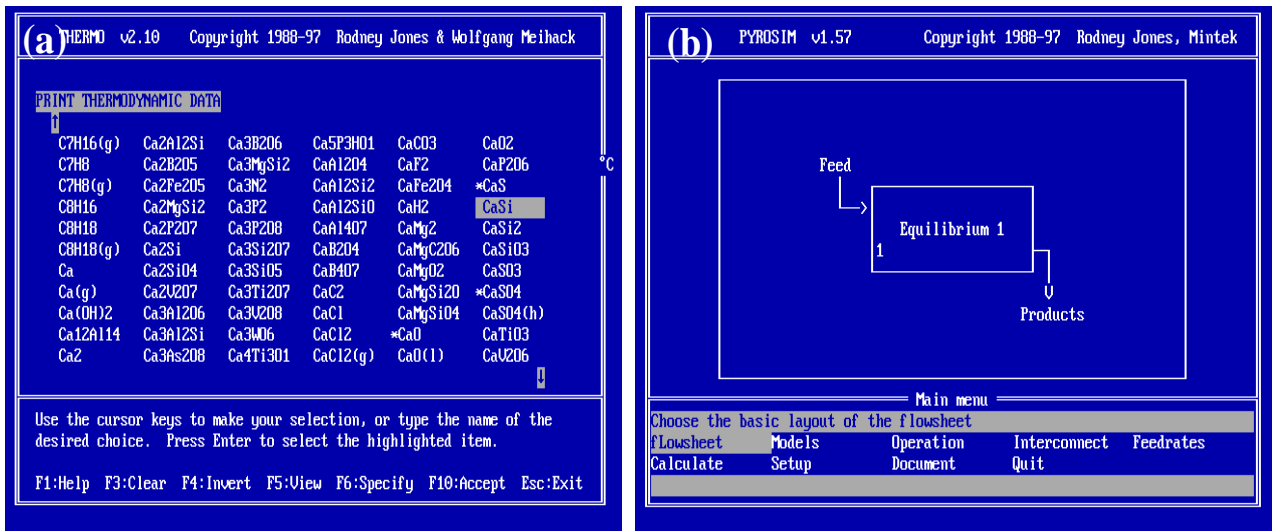 (a) THERMO v2.10 Copyright 1988-97 Rodney Jones & Wolfgang Meihack
PRINT THERMODYNAMIC DATA
↑
C7H16(g) Ca2Al2Si Ca3B2O6 Ca5P3HO1 CaCO3 CaO2
C7H8 Ca2B2O5 Ca3MgSi2 CaAl2O4 CaF2 CaP2O6 °C
C7H8(g) Ca2Fe2O5 Ca3N2 CaAl2Si2 CaFe2O4 *CaS
C8H16 Ca2MgSi2 Ca3P2 CaAl2SiO CaH2 CaSi
C8H18 Ca2P2O7 Ca3P2O8 CaAl4O7 CaMg2 CaSi2
C8H18(g) Ca2Si Ca3Si2O7 CaB2O4 CaMgC2O6 CaSiO3
Ca Ca2SiO4 Ca3SiO5 CaB4O7 CaMgO2 CaSO3
Ca(g) Ca2V2O7 Ca3Ti2O7 CaC2 CaMgSi2O *CaSO4
Ca(OH)2 Ca3Al2O6 Ca3V2O8 CaCl CaMgSiO4 CaSO4(h)
Ca12Al14 Ca3Al2Si Ca3WO6 CaCl2 *CaO CaTiO3
Ca2 Ca3As2O8 Ca4Ti3O1 CaCl2(g) CaO(l) CaV2O6
↓
Use the cursor keys to make your selection, or type the name of the
desired choice. Press Enter to select the highlighted item.
F1:Help F3:Clear F4:Invert F5:View F6:Specify F10:Accept Esc:Exit
(b) PYROSIM v1.57 Copyright 1988-97 Rodney Jones, Mintek
Feed
Equilibrium 1
1
Products
Main menu
Choose the basic layout of the flowsheet
fLowsheet Models Operation Interconnect Feedrates
Calculate Setup Document Quit